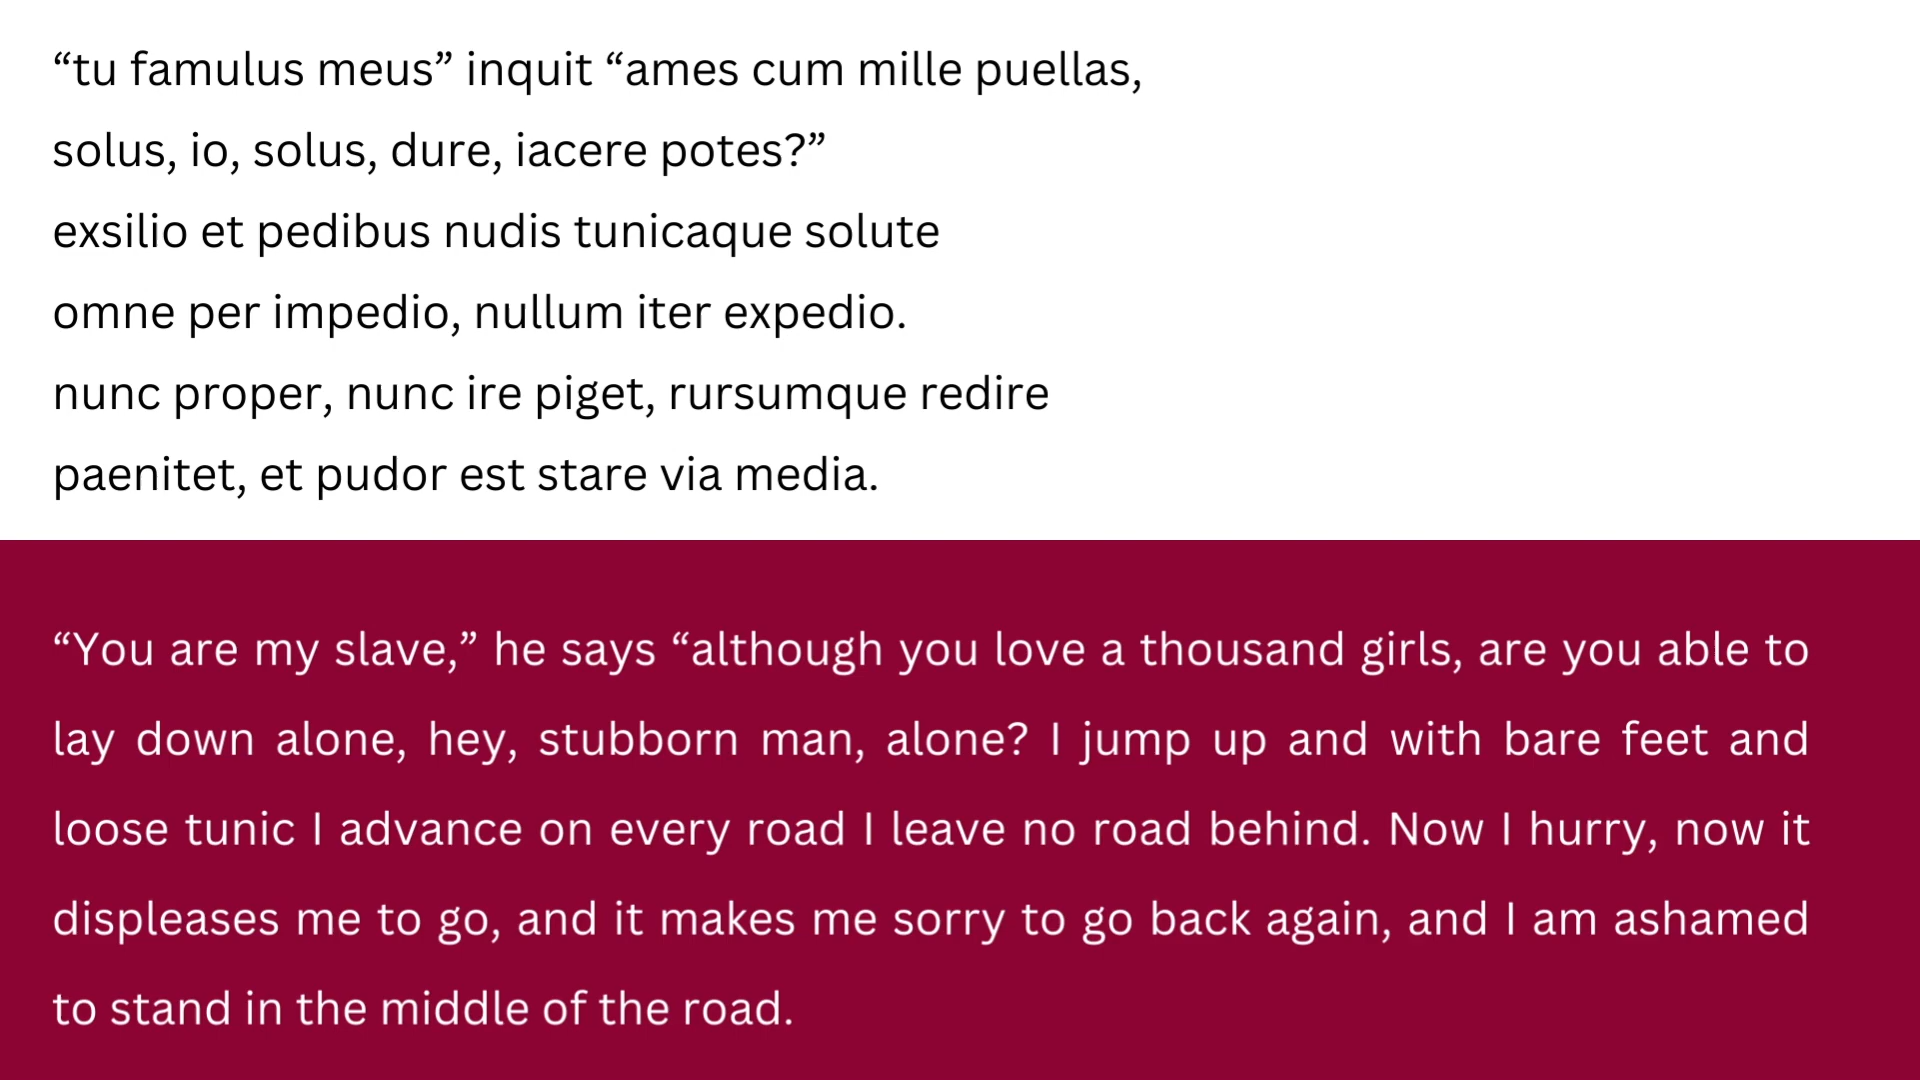 “tu famulus meus” inquit “ames cum mille puellas,
solus, io, solus, dure, iacere potes?”
exsilio et pedibus nudis tunicaque solute
omne per impedio, nullum iter expedio.
nunc proper, nunc ire piget, rursumque redire
paenitet, et pudor est stare via media.
“You are my slave,” he says “although you love a thousand girls, are you able to
lay down alone, hey, stubborn man, alone? I jump up and with bare feet and
loose tunic I advance on every road I leave no road behind. Now I hurry, now it
displeases me to go, and it makes me sorry to go back again, and I am ashamed
to stand in the middle of the road.